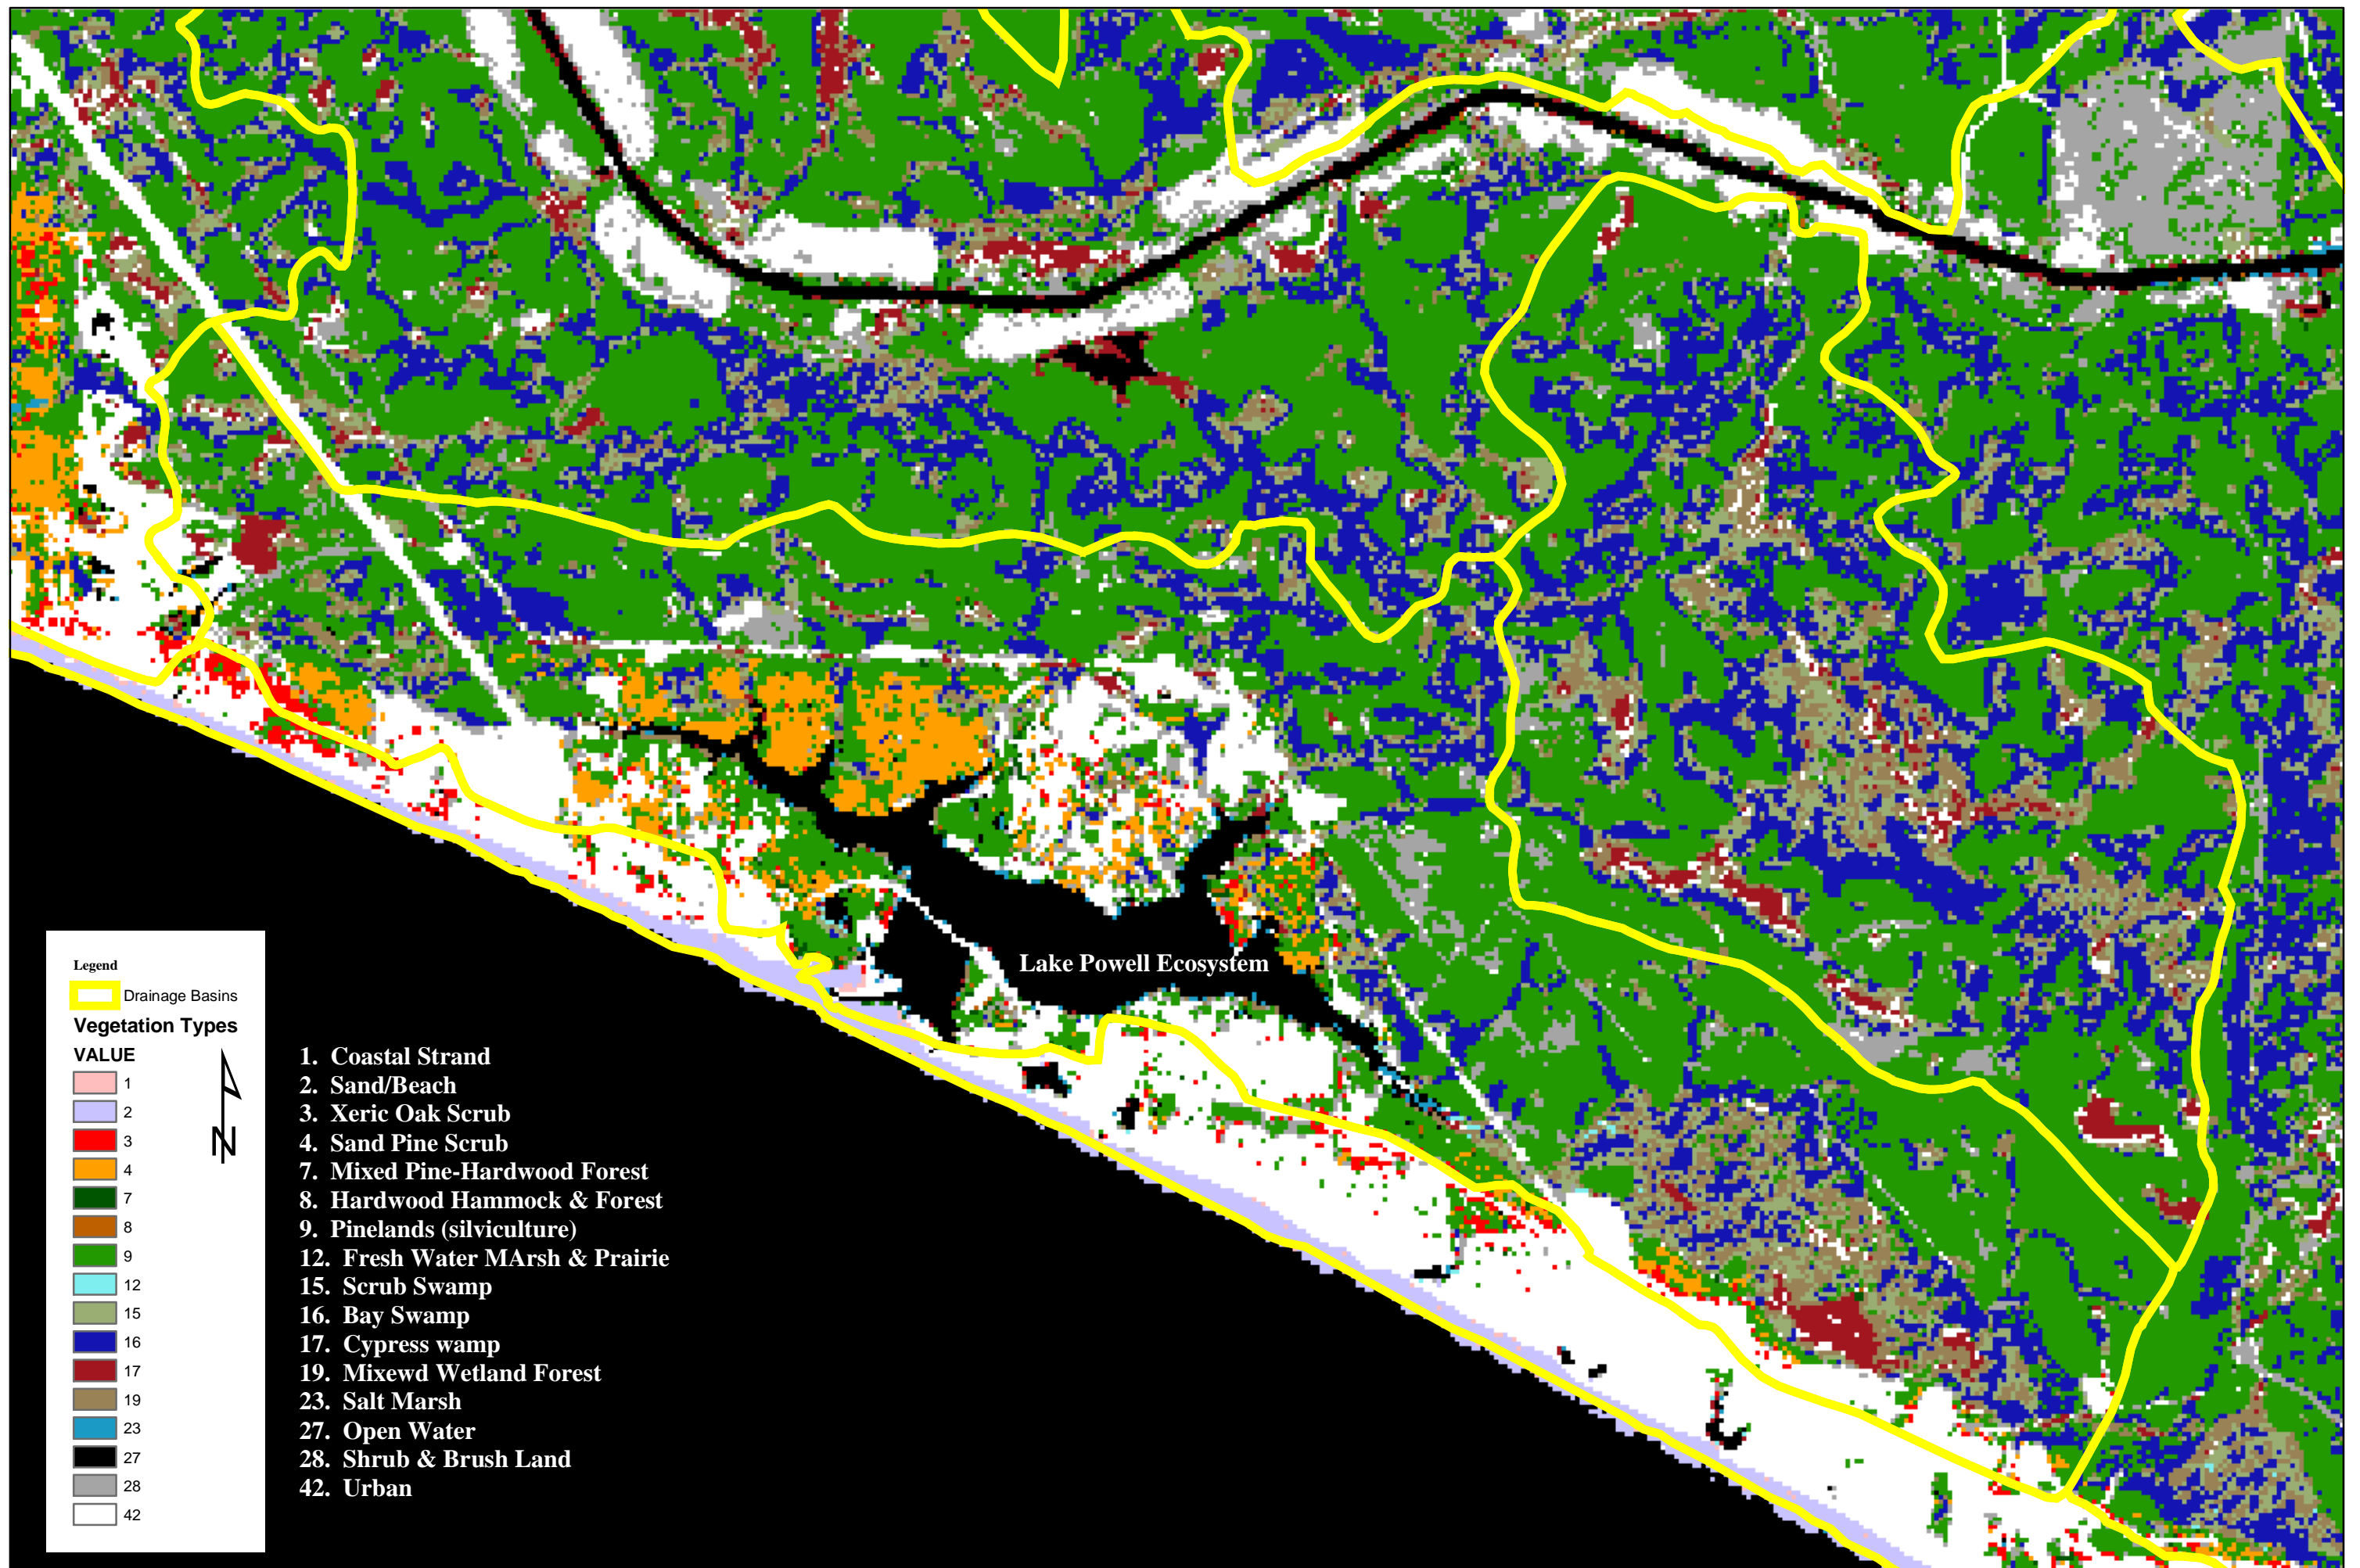 Lake Powell Ecosystem
Legend
Drainage Basins
Vegetation Types
VALUE
1
2
3
4
7
8
9
12
15
16
17
19
23
27
28
42
N
1. Coastal Strand
2. Sand/Beach
3. Xeric Oak Scrub
4. Sand Pine Scrub
7. Mixed Pine-Hardwood Forest
8. Hardwood Hammock & Forest
9. Pinelands (silviculture)
12. Fresh Water MArsh & Prairie
15. Scrub Swamp
16. Bay Swamp
17. Cypress wamp
19. Mixewd Wetland Forest
23. Salt Marsh
27. Open Water
28. Shrub & Brush Land
42. Urban